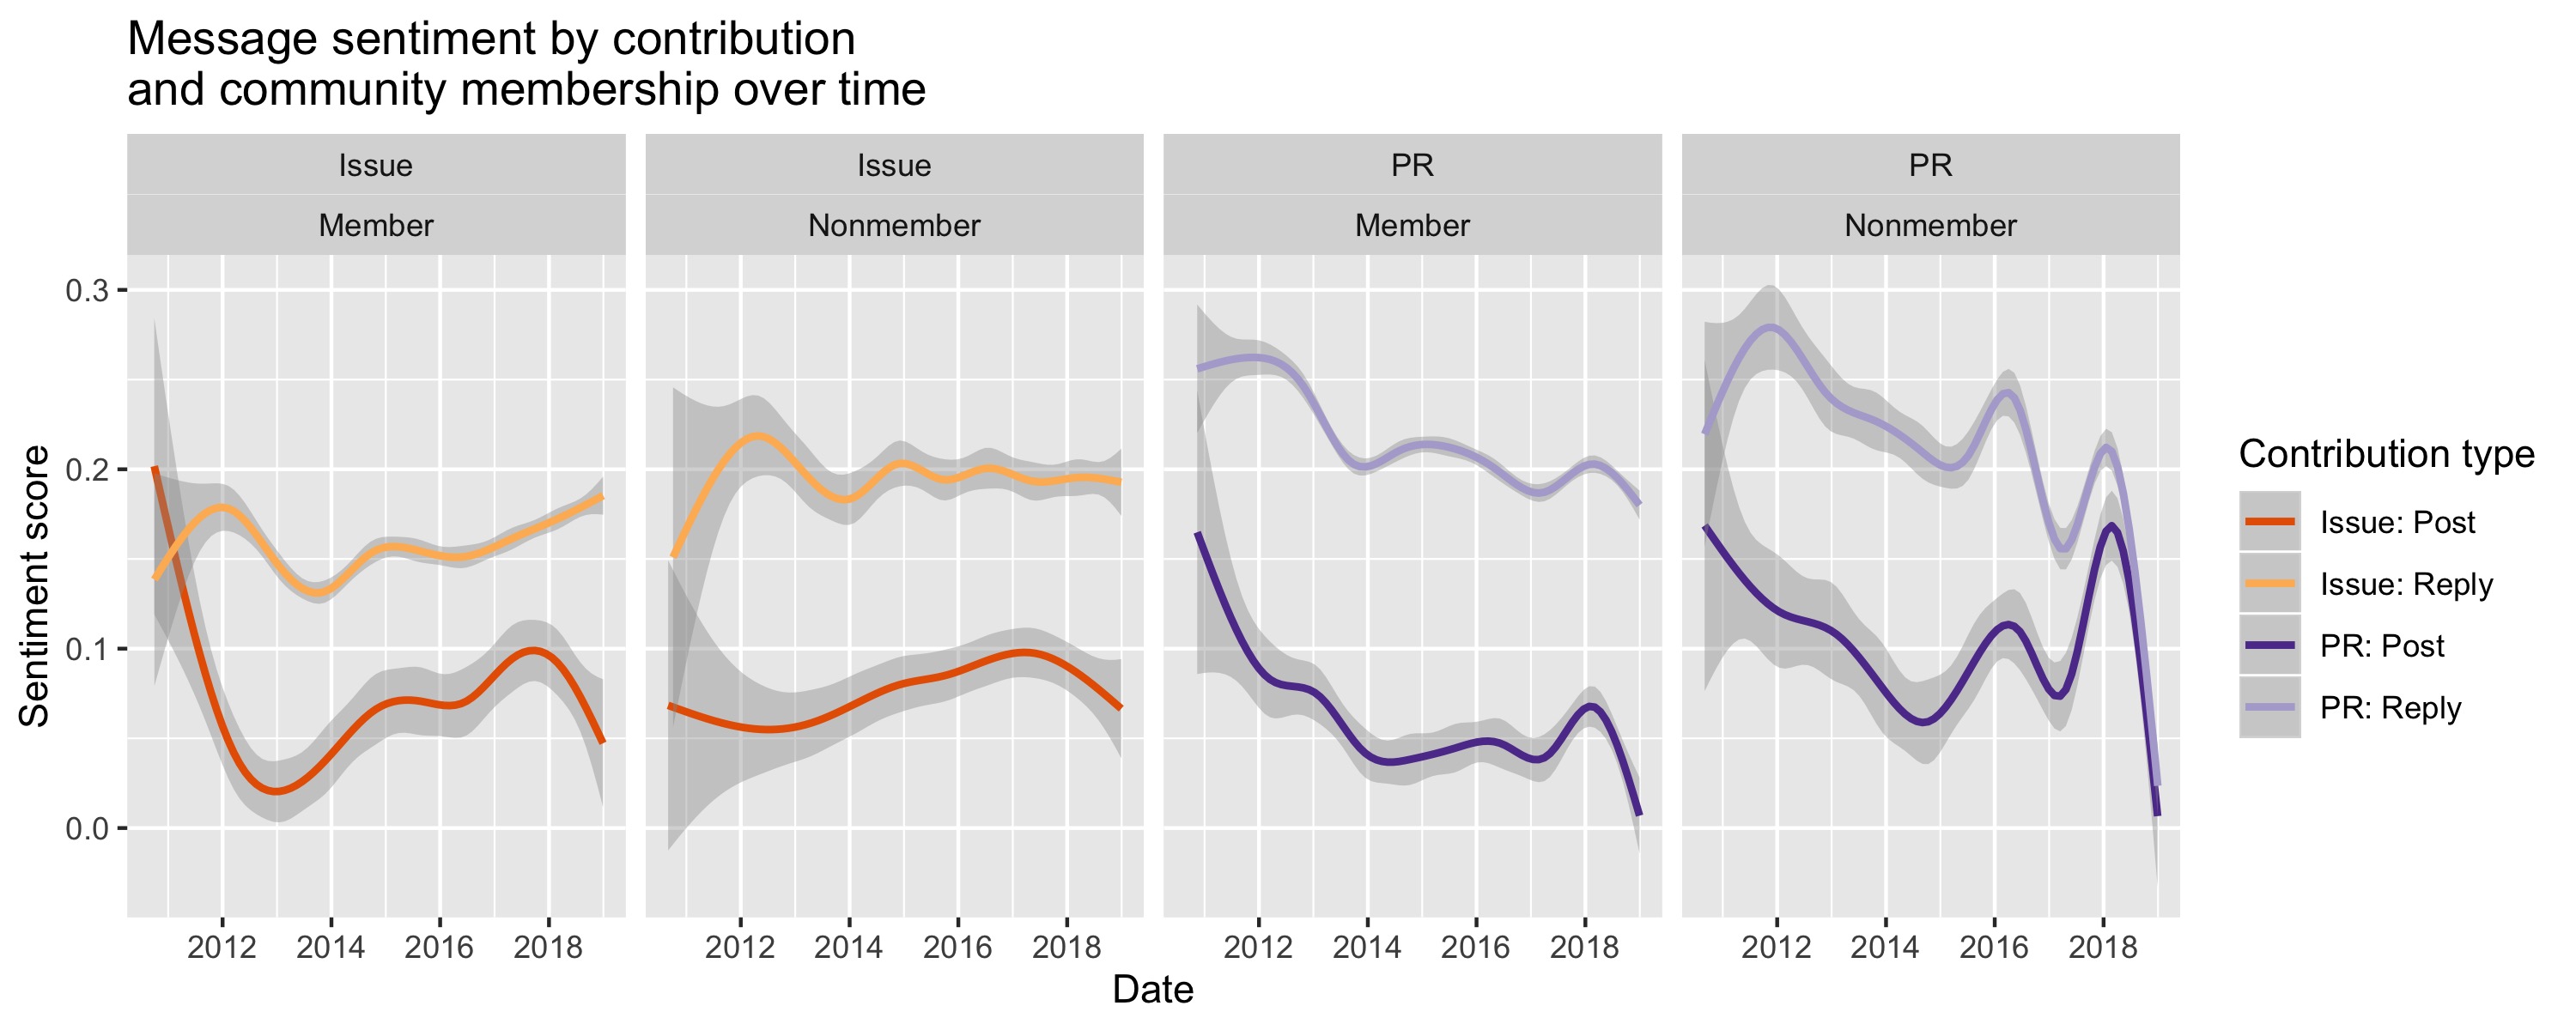 Message sentiment by contribution
and community membership over time
Issue
Issue
PR
PR
Member
Nonmember
Member
Nonmember
Sentiment score
0.3
0.2
0.1
0.0
2012 2014 2016 2018
2012 2014 2016 2018
2012 2014 2016 2018
2012 2014 2016 2018
Date
Contribution type
Issue: Post
Issue: Reply
PR: Post
PR: Reply